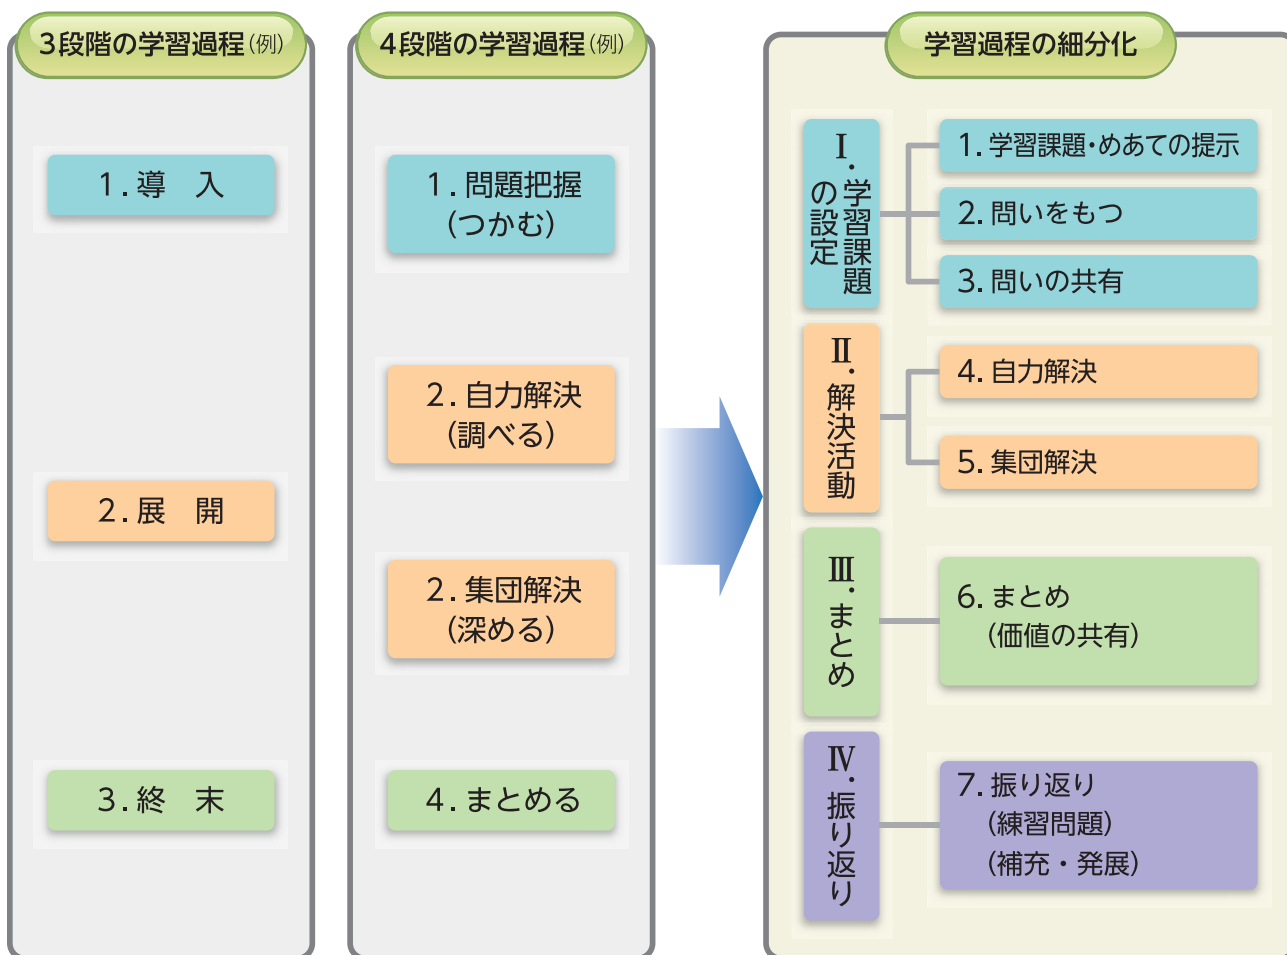 3段階の学習過程(例)
1.導　入
2.展　開
3.終　末
4段階の学習過程(例)
1.問題把握
(つかむ)
2.自力解決
(調べる)
2.集団解決
(深める)
4.まとめる
学習過程の細分化
Ⅰ.学習課題
の設定
1.学習課題・めあての提示
2.問いをもつ
3.問いの共有
Ⅱ.解決活動
4.自力解決
5.集団解決
Ⅲ.まとめ
6.まとめ
(価値の共有)
Ⅳ.振り返り
7.振り返り
(練習問題)
(補充・発展)